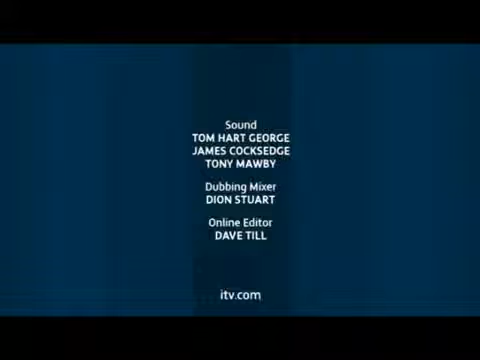 Sound
TOM HART GEORGE
JAMES COCKSEDGE
TONY MAWBY
Dubbing Mixer
DION STUART
Online Editor
DAVE TILL
itv.com